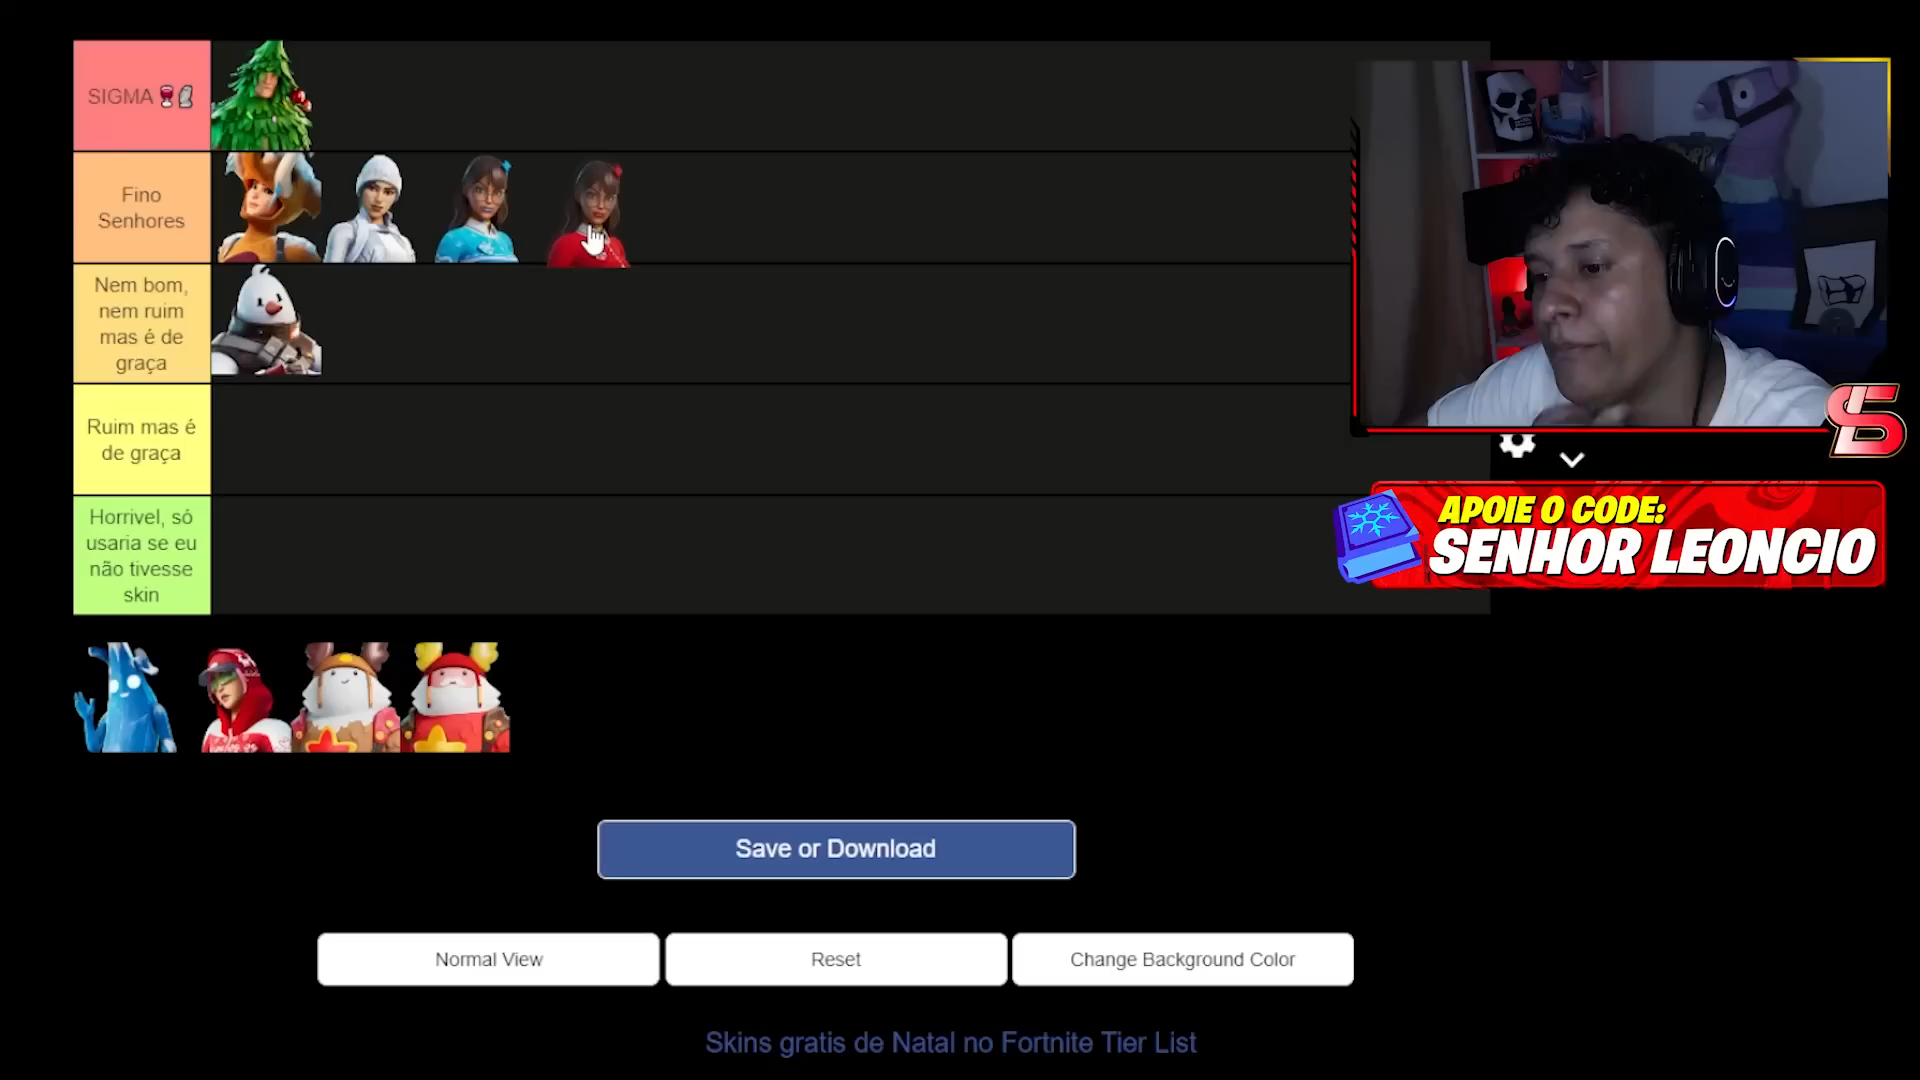 SIGMA 🍷🗿
Fino
Senhores
Nem bom,
nem ruim
mas é de
graça
Ruim mas é
de graça
Horrivel, só
usaria se eu
não tivesse
skin
APOIE O CODE:
SENHOR LEONCIO
Save or Download
Normal View
Reset
Change Background Color
Skins gratis de Natal no Fortnite Tier List